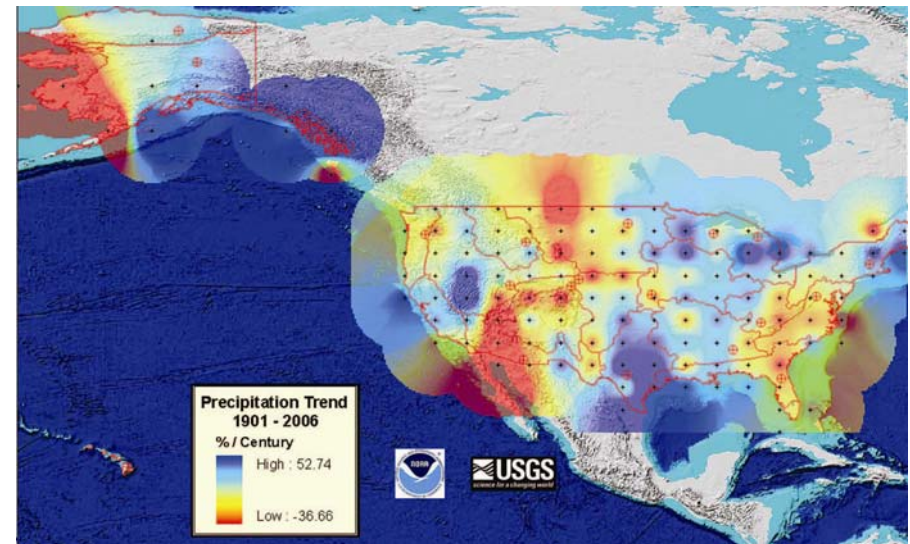 Precipitation Trend
1901 - 2006
% / Century
High : 52.74
Low : -36.66
NOAA
USGS
science for a changing world